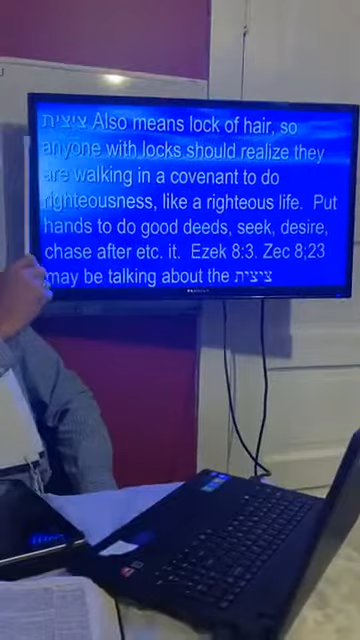 ציצית Also means lock of hair, so
anyone with locks should realize they
are walking in a covenant to do
righteousness, like a righteous life.  Put
hands to do good deeds, seek, desire,
chase after etc. it.  Ezek 8:3. Zec 8;23
may be talking about the ציצית